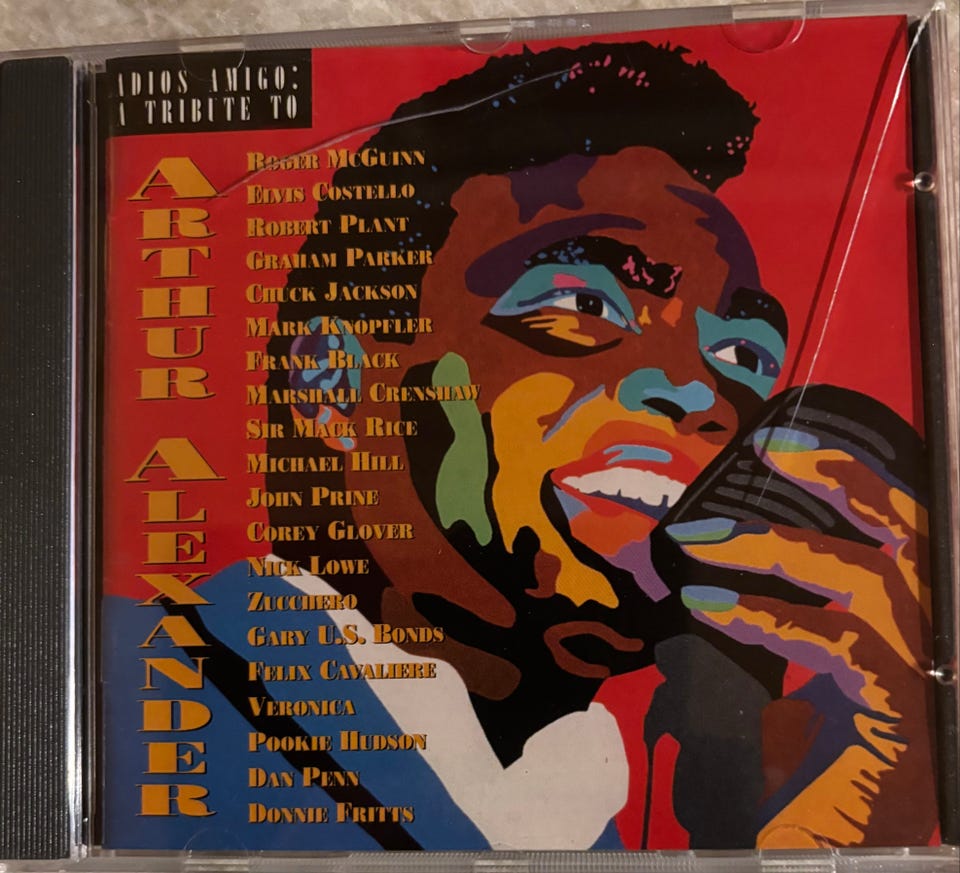 ADIOS AMIGO:
A TRIBUTE TO
ARTHUR ALEXANDER
ROGER MCGUINN
ELVIS COSTELLO
ROBERT PLANT
GRAHAM PARKER
CHUCK JACKSON
MARK KNOPFLER
FRANK BLACK
MARSHALL CRENSHAW
SIR MACK RICE
MICHAEL HILL
JOHN PRINE
COREY GLOVER
NICK LOWE
ZUCCHERO
GARY U.S. BONDS
FELIX CAVALIERE
VERONICA
POOKIE HUDSON
DAN PENN
DONNIE FRITTS